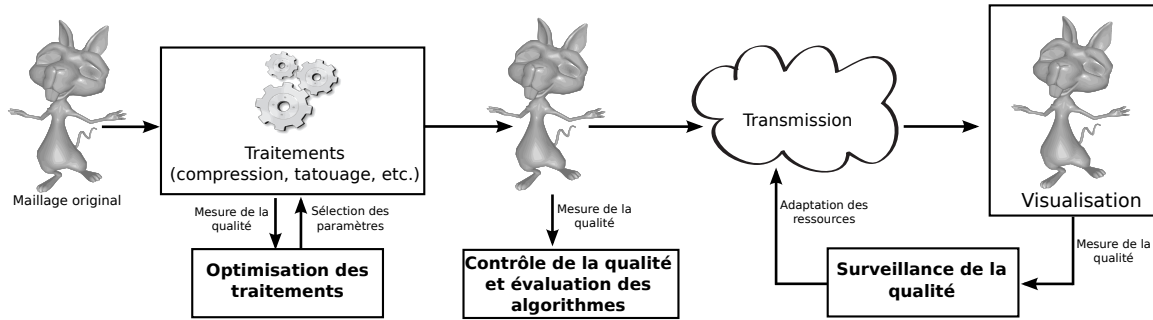 Maillage original
Traitements
(compression, tatouage, etc.)
Mesure de la
qualité
Sélection des
paramètres
Optimisation des
traitements
Mesure de la
qualité
Contrôle de la qualité
et évaluation des
algorithmes
Transmission
Adaptation des
ressources
Surveillance de la
qualité
Visualisation
Mesure de la
qualité